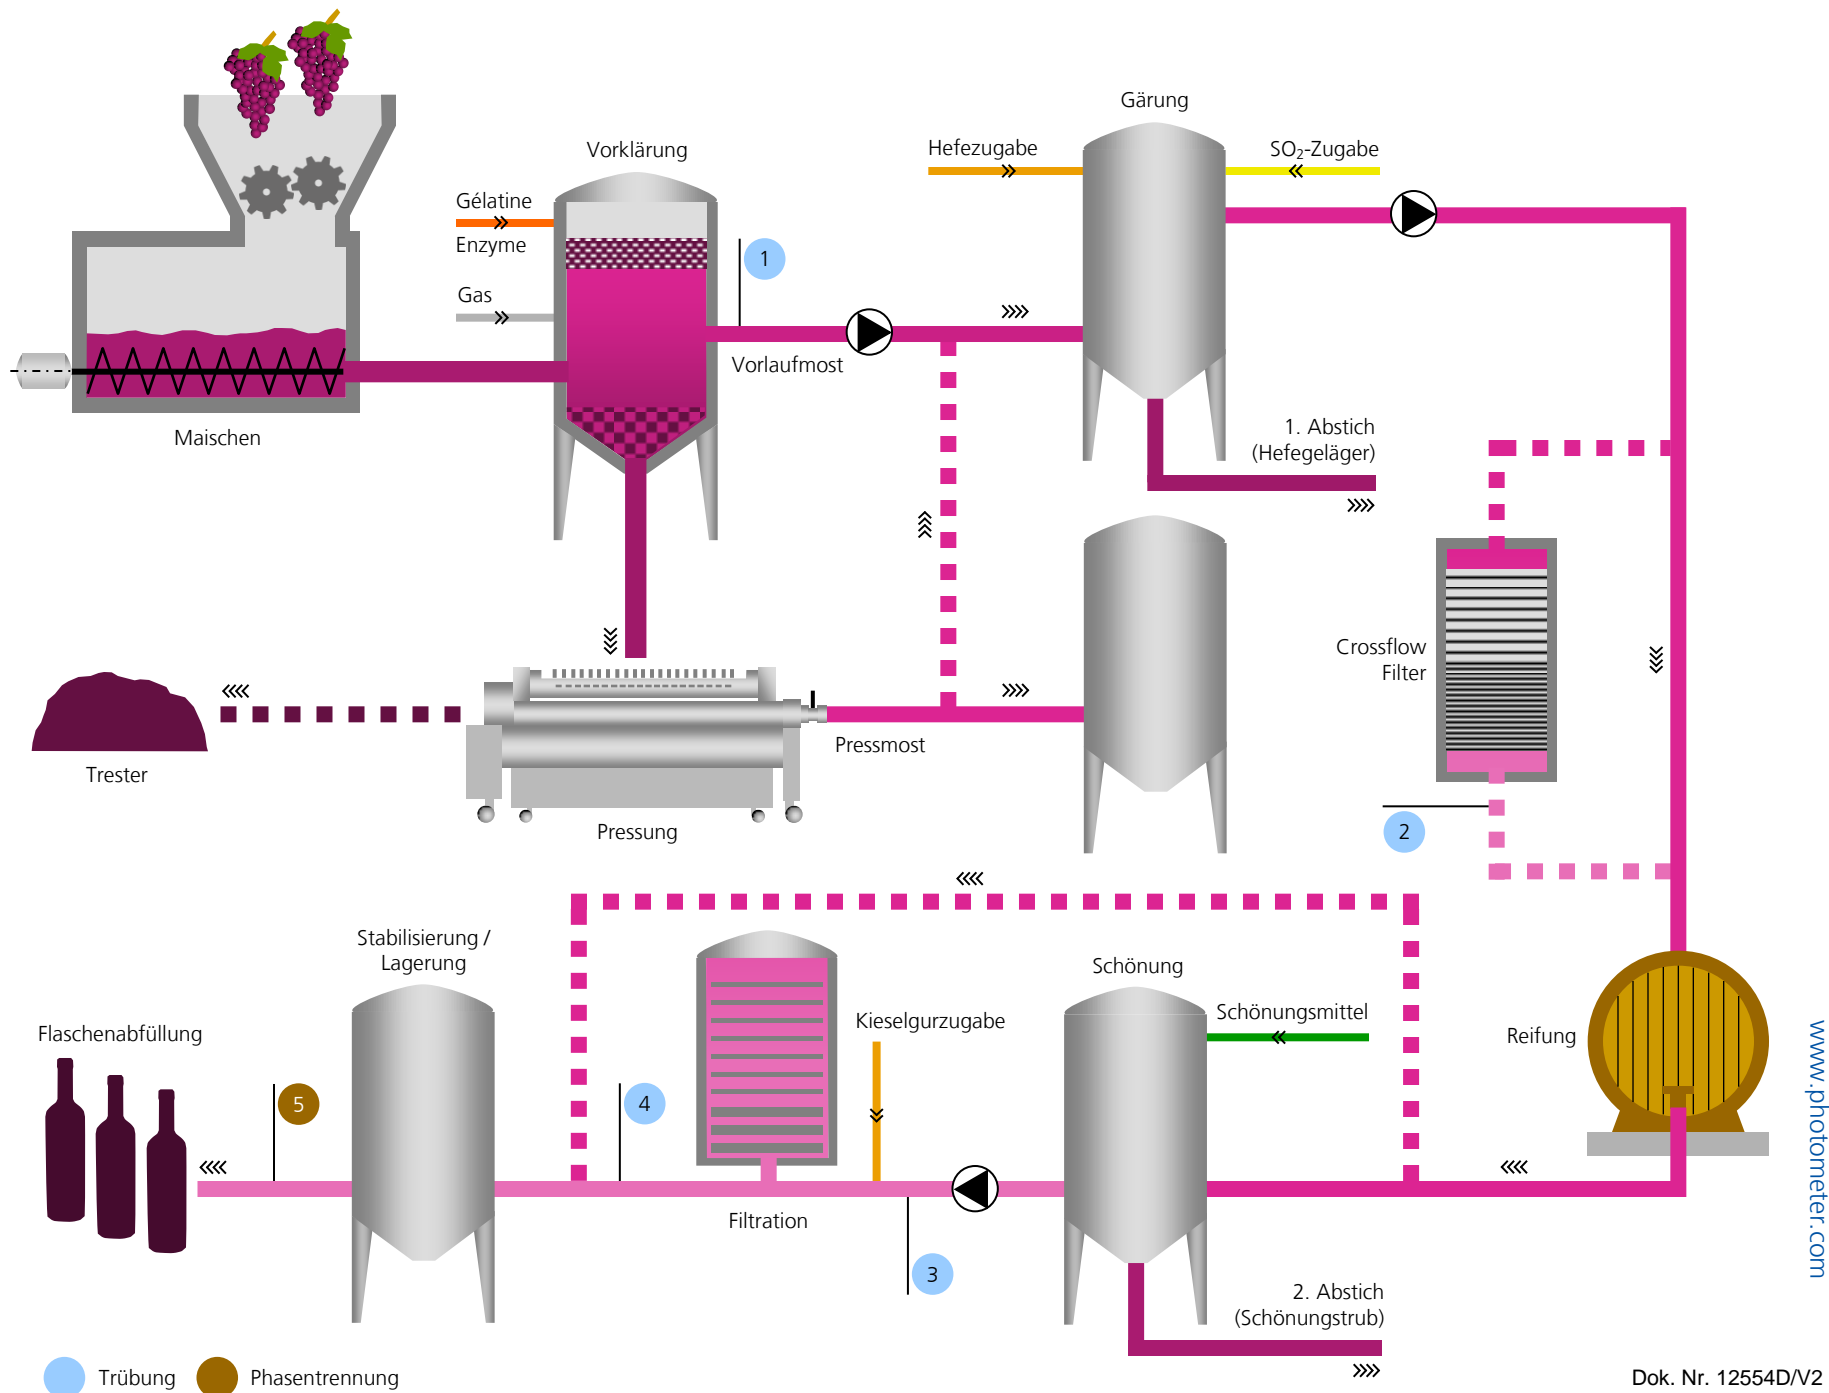 Gärung
Vorklärung
Hefezugabe
SO₂-Zugabe
Gélatine
Enzyme
1
Gas
Vorlaufmost
Maischen
1. Abstich
(Hefegeläger)
Crossflow
Filter
Trester
Pressmost
Pressung
2
Stabilisierung /
Lagerung
Schönung
Flaschenabfüllung
Kieselgurzugabe
Schönungsmittel
Reifung
5
4
Filtration
3
2. Abstich
(Schönungstrub)
www.photometer.com
Trübung
Phasentrennung
Dok. Nr. 12554D/V2